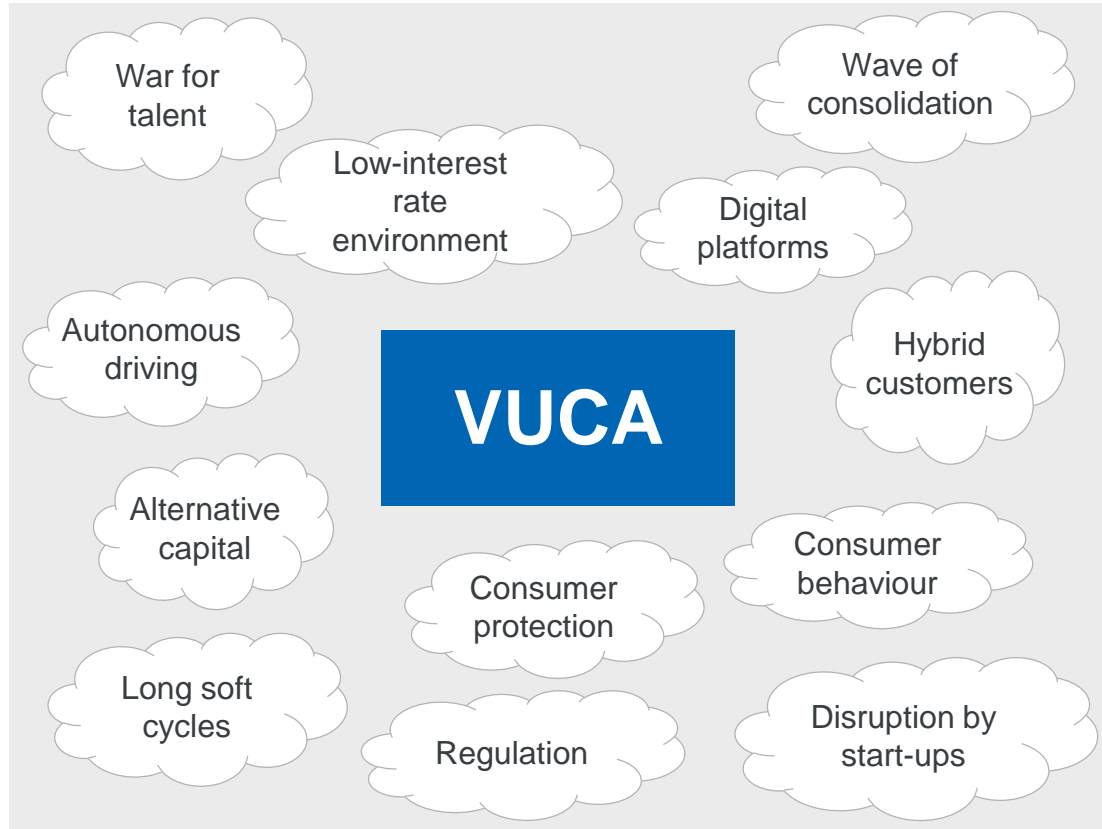 War for
talent
Wave of
consolidation
Low-interest
rate
environment
Digital
platforms
Autonomous
driving
Hybrid
customers
VUCA
Alternative
capital
Consumer
behaviour
Consumer
protection
Long soft
cycles
Regulation
Disruption by
start-ups